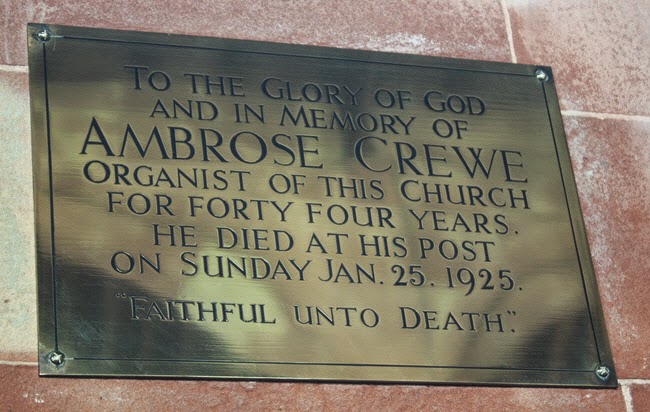 To the Glory of God
and in Memory of
Ambrose Crewe
Organist of this Church
for forty four years.
He died at his post
on Sunday Jan. 25. 1925.
"Faithful unto Death".